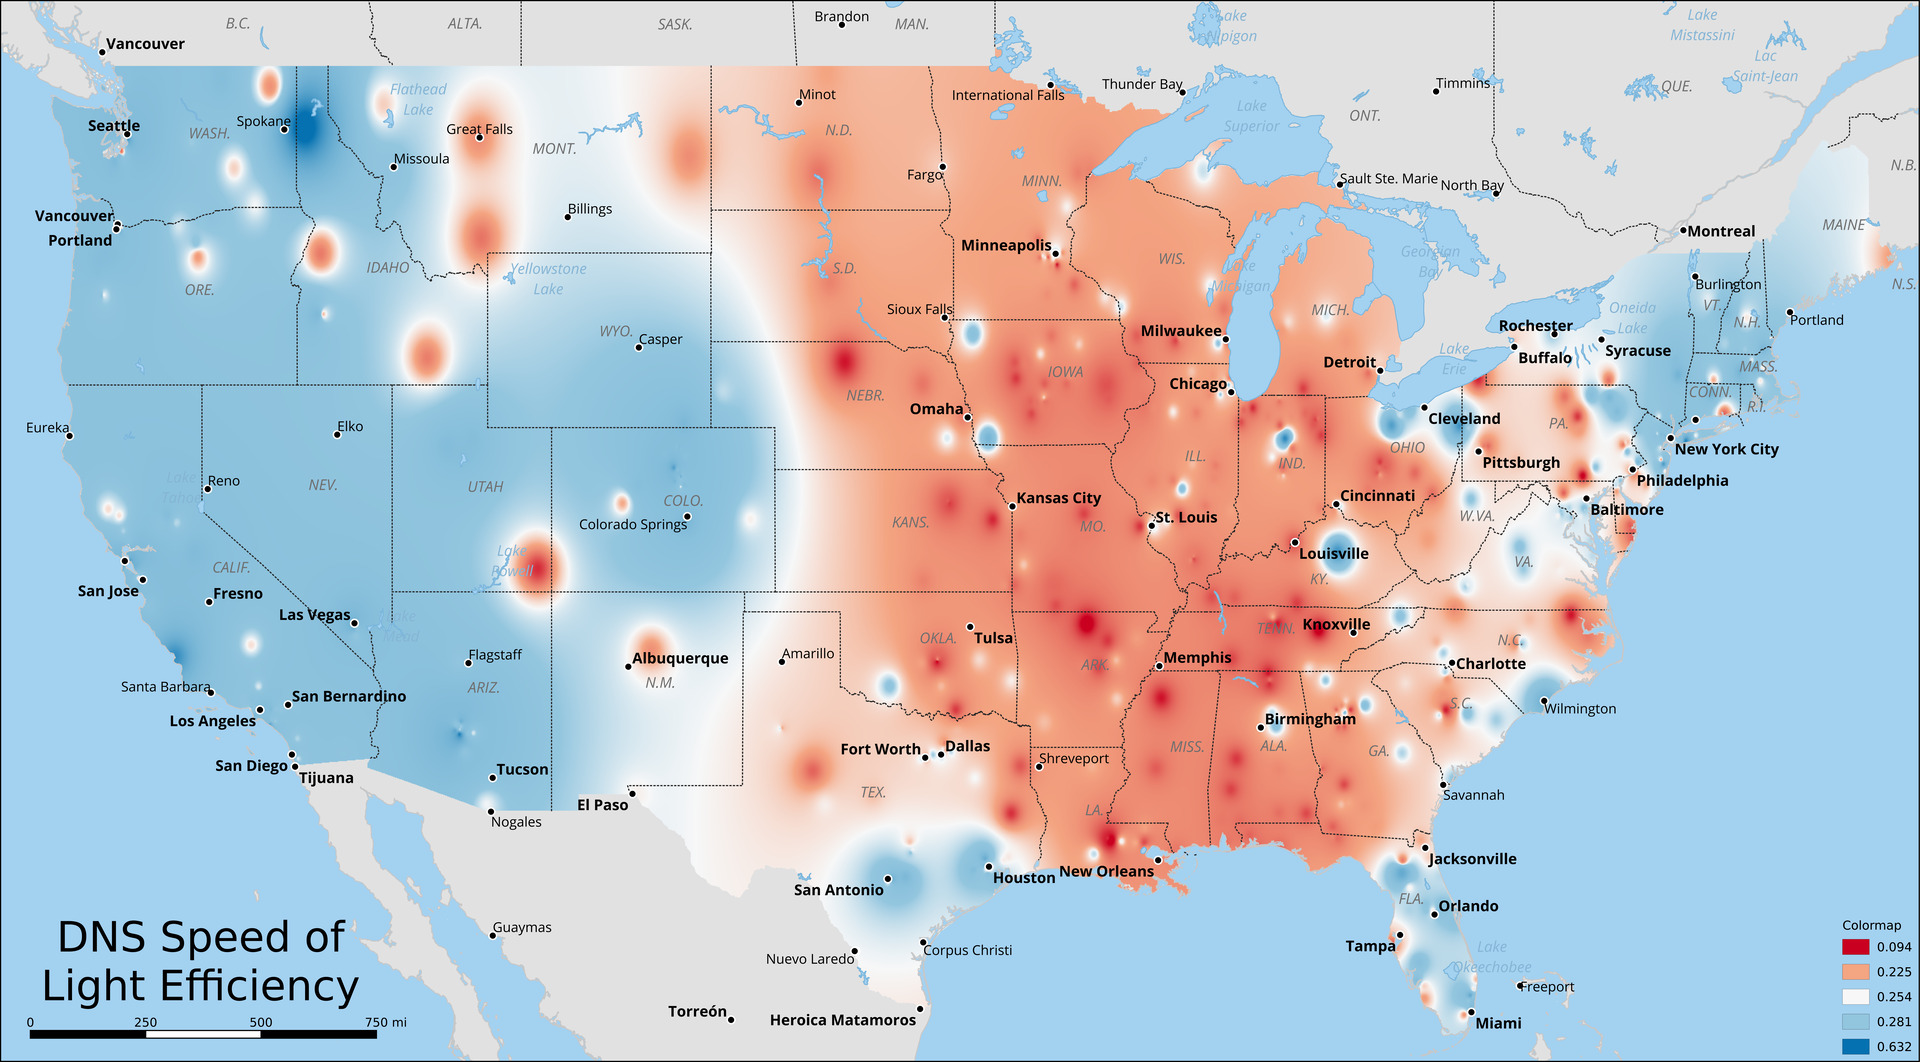 Brandon
B.C.
ALTA.
SASK.
MAN.
Lake
Nipigon
Lake
Mistassini
Vancouver
Lac
Saint-Jean
Flathead
Lake
Minot
International Falls
Thunder Bay
Timmins
QUE.
Lake
Superior
ONT.
Seattle
Spokane
WASH.
Great Falls
MONT.
N.D.
Missoula
Fargo
MINN.
Sault Ste. Marie
North Bay
N.B.
Billings
Vancouver
Portland
Minneapolis
Montreal
MAINE
IDAHO
Yellowstone
Lake
S.D.
WIS.
Lake
Michigan
Georgian
Bay
ORE.
Burlington
VT.
N.S.
Sioux Falls
MICH.
Oneida
Lake
N.H.
Portland
WYO.
Casper
Milwaukee
Rochester
Buffalo
Syracuse
Detroit
Lake
Erie
MASS.
IOWA
Chicago
NEBR.
CONN.
R.I.
Omaha
Cleveland
PA.
Eureka
Elko
OHIO
New York City
ILL.
IND.
Pittsburgh
Lake
Tahoe
Reno
NEV.
UTAH
COLO.
Philadelphia
Kansas City
Cincinnati
Baltimore
Colorado Springs
KANS.
MO.
St. Louis
W.VA.
Lake
Powell
Louisville
VA.
CALIF.
KY.
San Jose
Fresno
Las Vegas
Lake
Mead
Knoxville
TENN.
OKLA.
Tulsa
N.C.
Flagstaff
Albuquerque
Amarillo
ARK.
Memphis
Charlotte
Santa Barbara
San Bernardino
ARIZ.
N.M.
S.C.
Wilmington
Los Angeles
Birmingham
Fort Worth
Dallas
MISS.
ALA.
GA.
San Diego
Tijuana
Tucson
Shreveport
El Paso
TEX.
Savannah
Nogales
LA.
New Orleans
Jacksonville
San Antonio
Houston
FLA.
Orlando
DNS Speed of
Light Efficiency
Guaymas
Tampa
Lake
Okeechobee
Nuevo Laredo
Corpus Christi
Freeport
Torreón
Heroica Matamoros
Miami
0 250 500 750 mi
Colormap
0.094
0.225
0.254
0.281
0.632